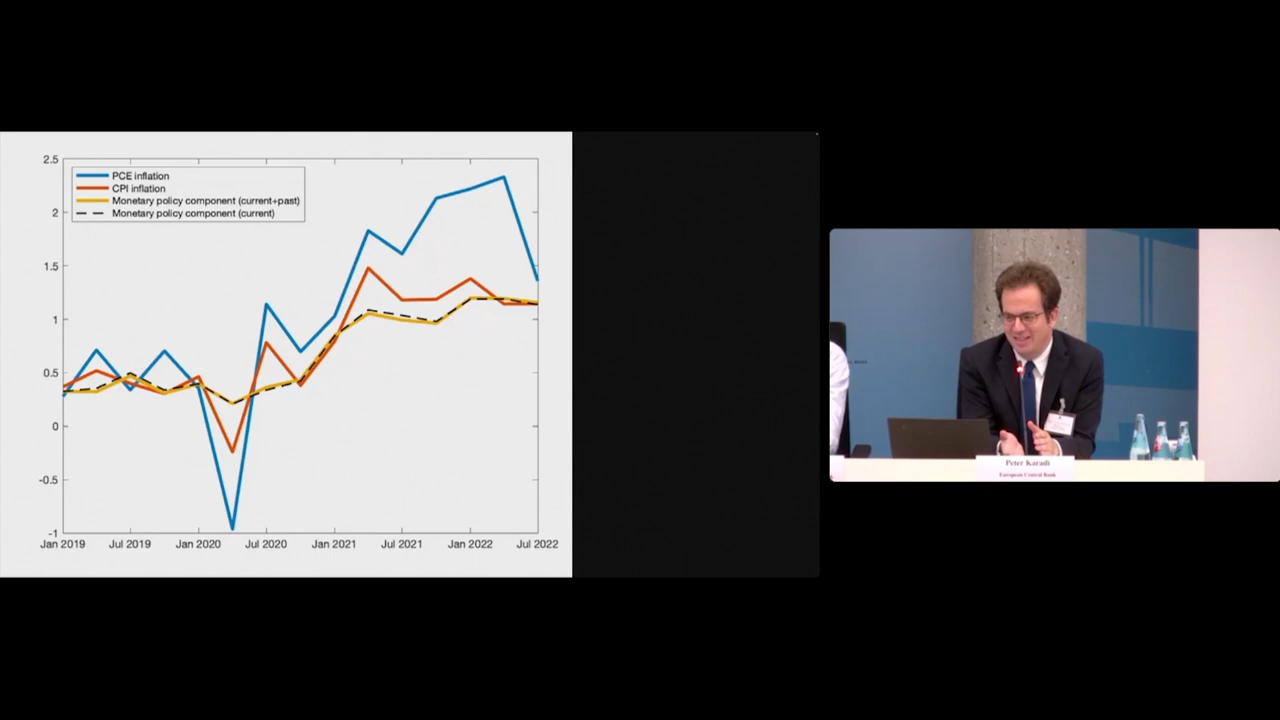 2.5
2
1.5
1
0.5
0
-0.5
-1
PCE inflation
CPI inflation
Monetary policy component (current+past)
Monetary policy component (current)
Jan 2019
Jul 2019
Jan 2020
Jul 2020
Jan 2021
Jul 2021
Jan 2022
Jul 2022
Peter Karadi
European Central Bank